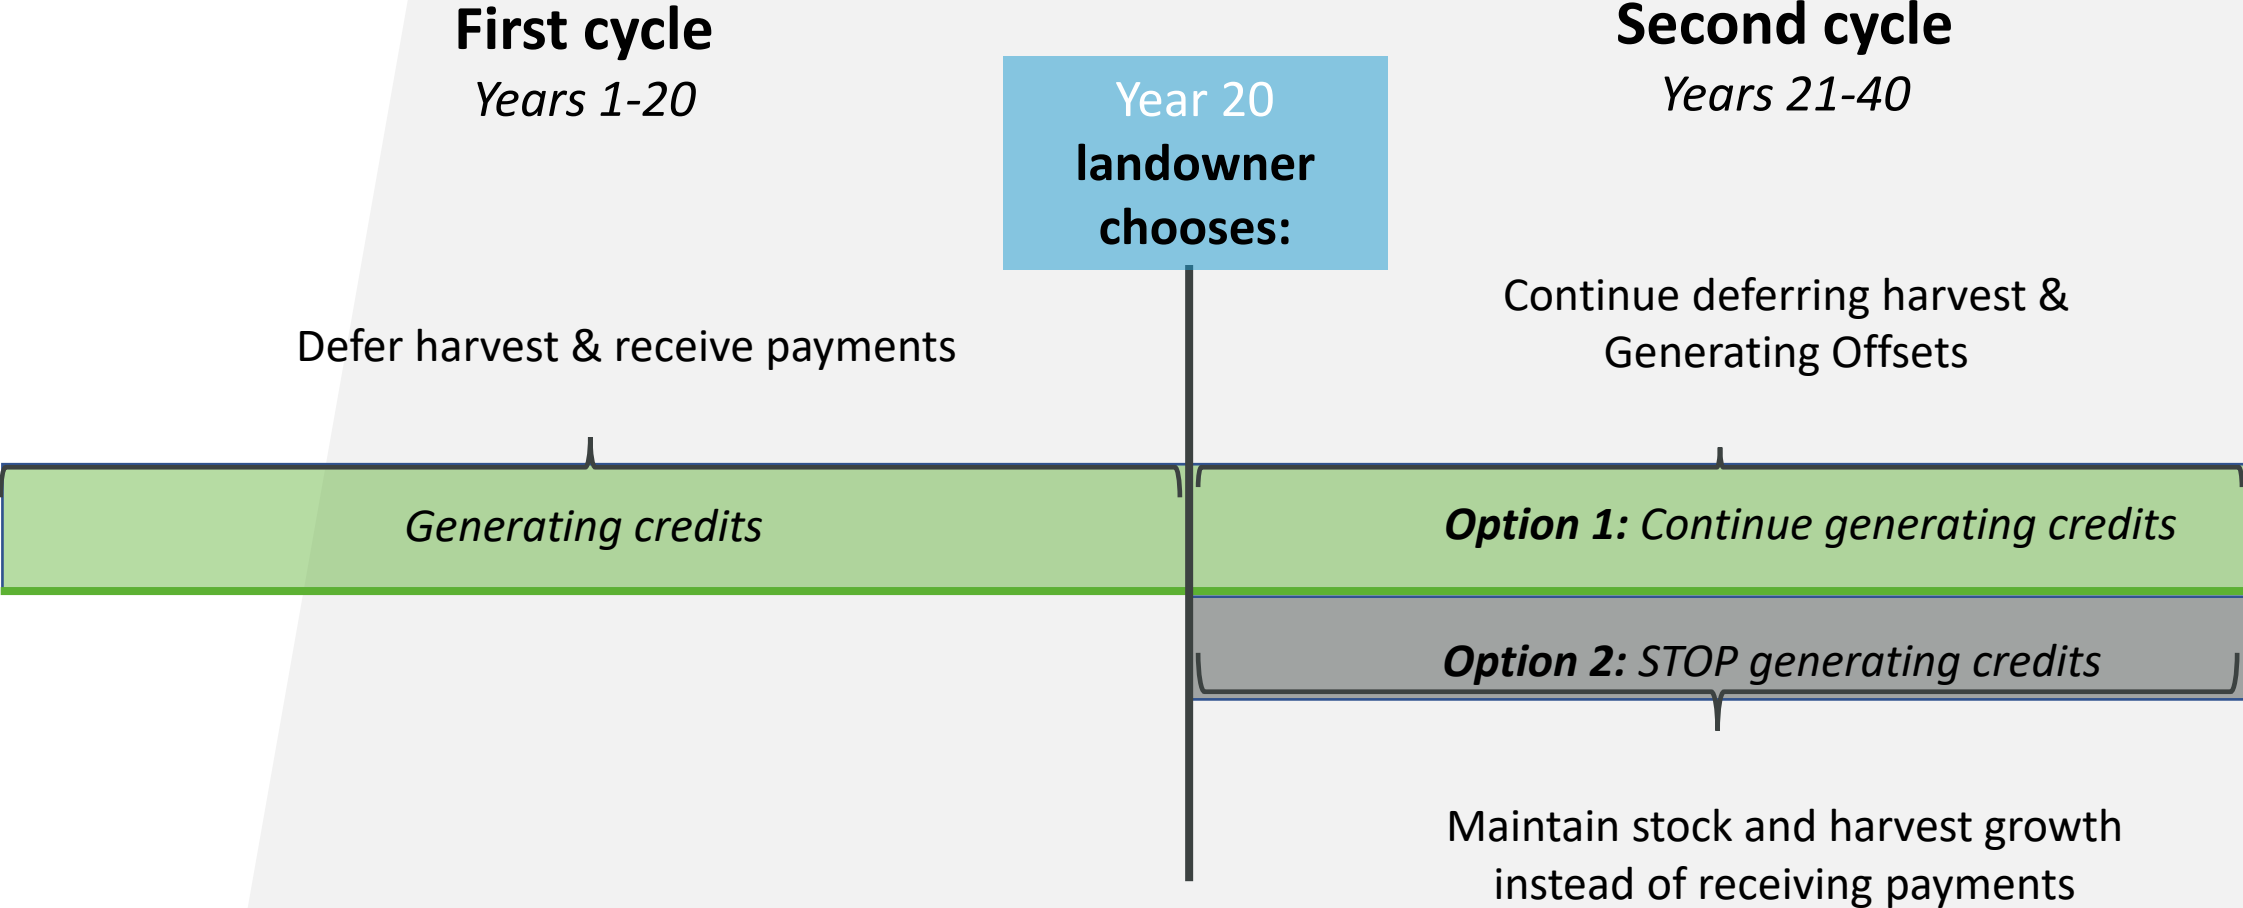 First cycle
Years 1-20
Year 20
landowner
chooses:
Second cycle
Years 21-40
Defer harvest & receive payments
Continue deferring harvest &
Generating Offsets
Generating credits
Option 1: Continue generating credits
Option 2: STOP generating credits
Maintain stock and harvest growth
instead of receiving payments